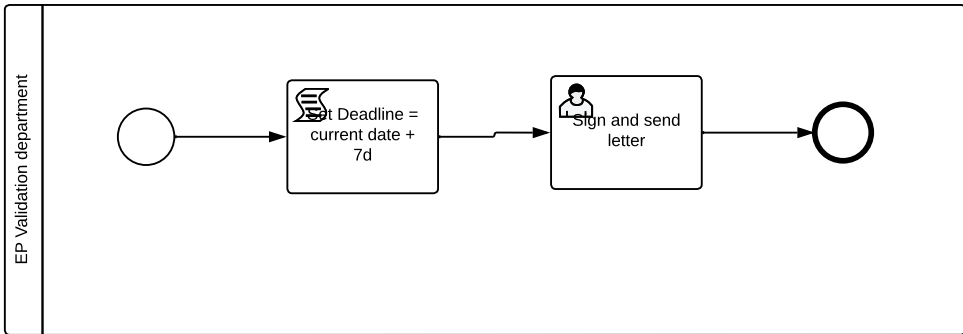 EP Validation department
Set Deadline =
current date +
7d
Sign and send
letter